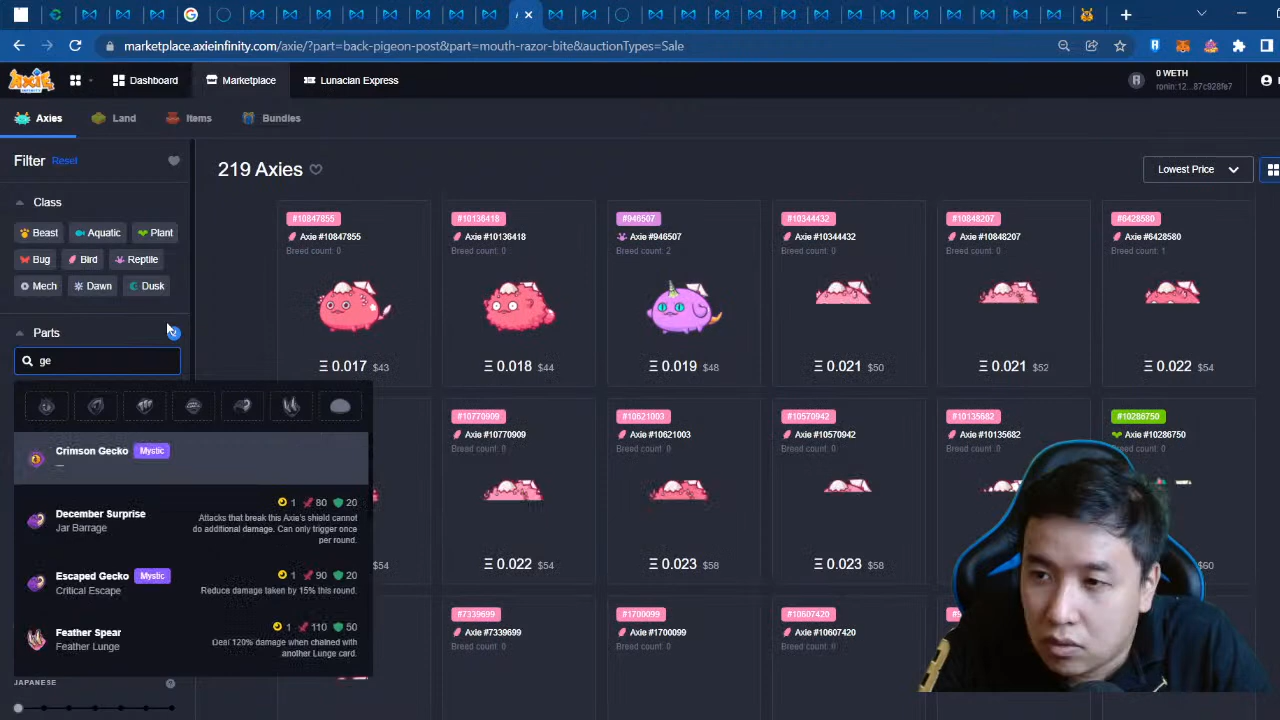 marketplace.axieinfinity.com/axie/?part=back-pigeon-post&part=mouth-razor-bite&auctionTypes=Sale
Dashboard
Marketplace
Lunacian Express
0 WETH
ronin:12...87c928fe7
Axies
Land
Items
Bundles
Filter Reset
219 Axies
Lowest Price
Class
Beast Aquatic Plant
Bug Bird Reptile
Mech Dawn Dusk
Parts
ge
Crimson Gecko Mystic
—
December Surprise
Jar Barrage
1 80 20
Attacks that break this Axie's shield cannot
do additional damage. Can only trigger once
per round.
Escaped Gecko Mystic
Critical Escape
1 90 20
Reduce damage taken by 15% this round.
Feather Spear
Feather Lunge
1 110 50
Deal 120% damage when chained with
another Lunge card.
JAPANESE
#10847855
Axie #10847855
Breed count: 0
Ξ 0.017 $43
#10136418
Axie #10136418
Breed count: 0
Ξ 0.018 $44
#946507
Axie #946507
Breed count: 2
Ξ 0.019 $48
#10344432
Axie #10344432
Breed count: 0
Ξ 0.021 $50
#10848207
Axie #10848207
Breed count: 0
Ξ 0.021 $52
#6428580
Axie #6428580
Breed count: 1
Ξ 0.022 $54
$54
#10770909
Axie #10770909
Breed count: 0
Ξ 0.022 $54
#10621003
Axie #10621003
Breed count: 0
Ξ 0.023 $58
#10570942
Axie #10570942
Breed count: 0
Ξ 0.023 $58
#10135682
Axie #10135682
Breed count: 0
#10286750
Axie #10286750
Breed count: 0
$60
#7339699
Axie #7339699
Breed count: 0
#1700099
Axie #1700099
Breed count: 0
#10607420
Axie #10607420
Breed count: 0